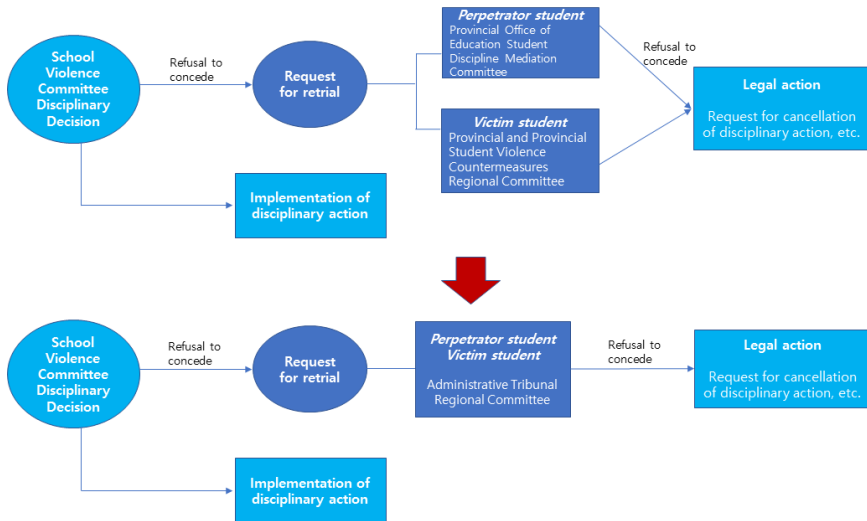 School
Violence
Committee
Disciplinary
Decision
Refusal to
concede
Request
for retrial
Perpetrator student
Provincial Office of
Education Student
Discipline Mediation
Committee
Refusal to
concede
Victim student
Provincial and Provincial
Student Violence
Countermeasures
Regional Committee
Legal action
Request for cancellation
of disciplinary action, etc.
Implementation of
disciplinary action
School
Violence
Committee
Disciplinary
Decision
Refusal to
concede
Request
for retrial
Perpetrator student
Victim student
Administrative Tribunal
Regional Committee
Refusal to
concede
Legal action
Request for cancellation
of disciplinary action, etc.
Implementation of
disciplinary action